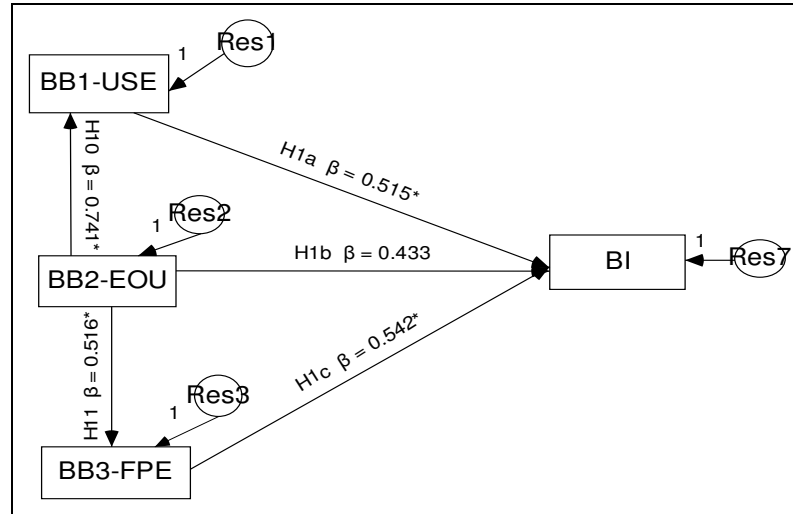 Res1
1
BB1-USE
H10 β = 0.741*
H1a β = 0.515*
Res2
1
BB2-EOU
H1b β = 0.433
BI
1
Res7
H11 β = 0.516*
H1c β = 0.542*
Res3
1
BB3-FPE